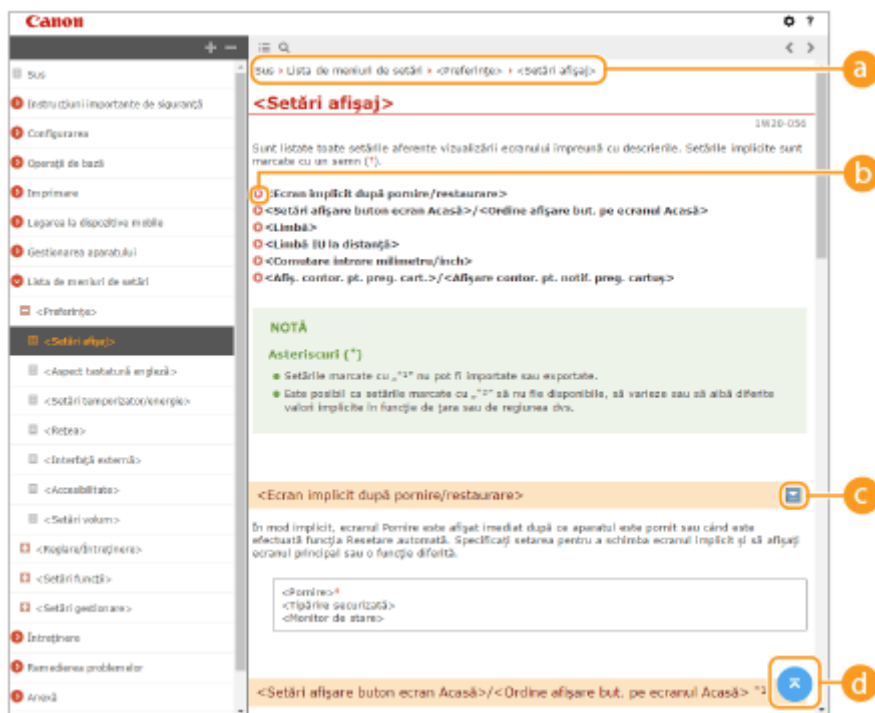 Canon
?
+ −
Sus
Sus › Lista de meniuri de setări › <Preferințe> › <Setări afișaj>
a
Instrucțiuni importante de siguranță
Configurarea
Operații de bază
Imprimare
Legarea la dispozitive mobile
Gestionarea aparatului
Lista de meniuri de setări
<Preferințe>
<Setări afișaj>
<Aspect tastatură engleză>
<Setări temporizator/energie>
<Rețea>
<Interfață externă>
<Accesibilitate>
<Setări volum>
<Reglare/Întreținere>
<Setări funcții>
<Setări gestionare>
Întreținere
Remedierea problemelor
Anexă
<Setări afișaj>
1W20-056
Sunt listate toate setările aferente vizualizării ecranului împreună cu descrierile. Setările implicite sunt
marcate cu un semn (*).
b
<Ecran implicit după pornire/restaurare>
<Setări afișare buton ecran Acasă>/<Ordine afișare but. pe ecranul Acasă>
<Limbă>
<Limbă IU la distanță>
<Comutare intrare milimetru/inch>
<Afiș. contor. pt. preg. cart.>/<Afișare contor. pt. notif. preg. cartuș>
NOTĂ
Asteriscuri (*)
Setările marcate cu „*1” nu pot fi importate sau exportate.
Este posibil ca setările marcate cu „*2” să nu fie disponibile, să varieze sau să aibă diferite
valori implicite în funcție de țara sau de regiunea dvs.
<Ecran implicit după pornire/restaurare>
c
În mod implicit, ecranul Pornire este afișat imediat după ce aparatul este pornit sau când este
efectuată funcția Resetare automată. Specificați setarea pentru a schimba ecranul implicit și să afișați
ecranul principal sau o funcție diferită.
<Pornire>*
<Tipărire securizată>
<Monitor de stare>
<Setări afișare buton ecran Acasă>/<Ordine afișare but. pe ecranul Acasă> *1
d